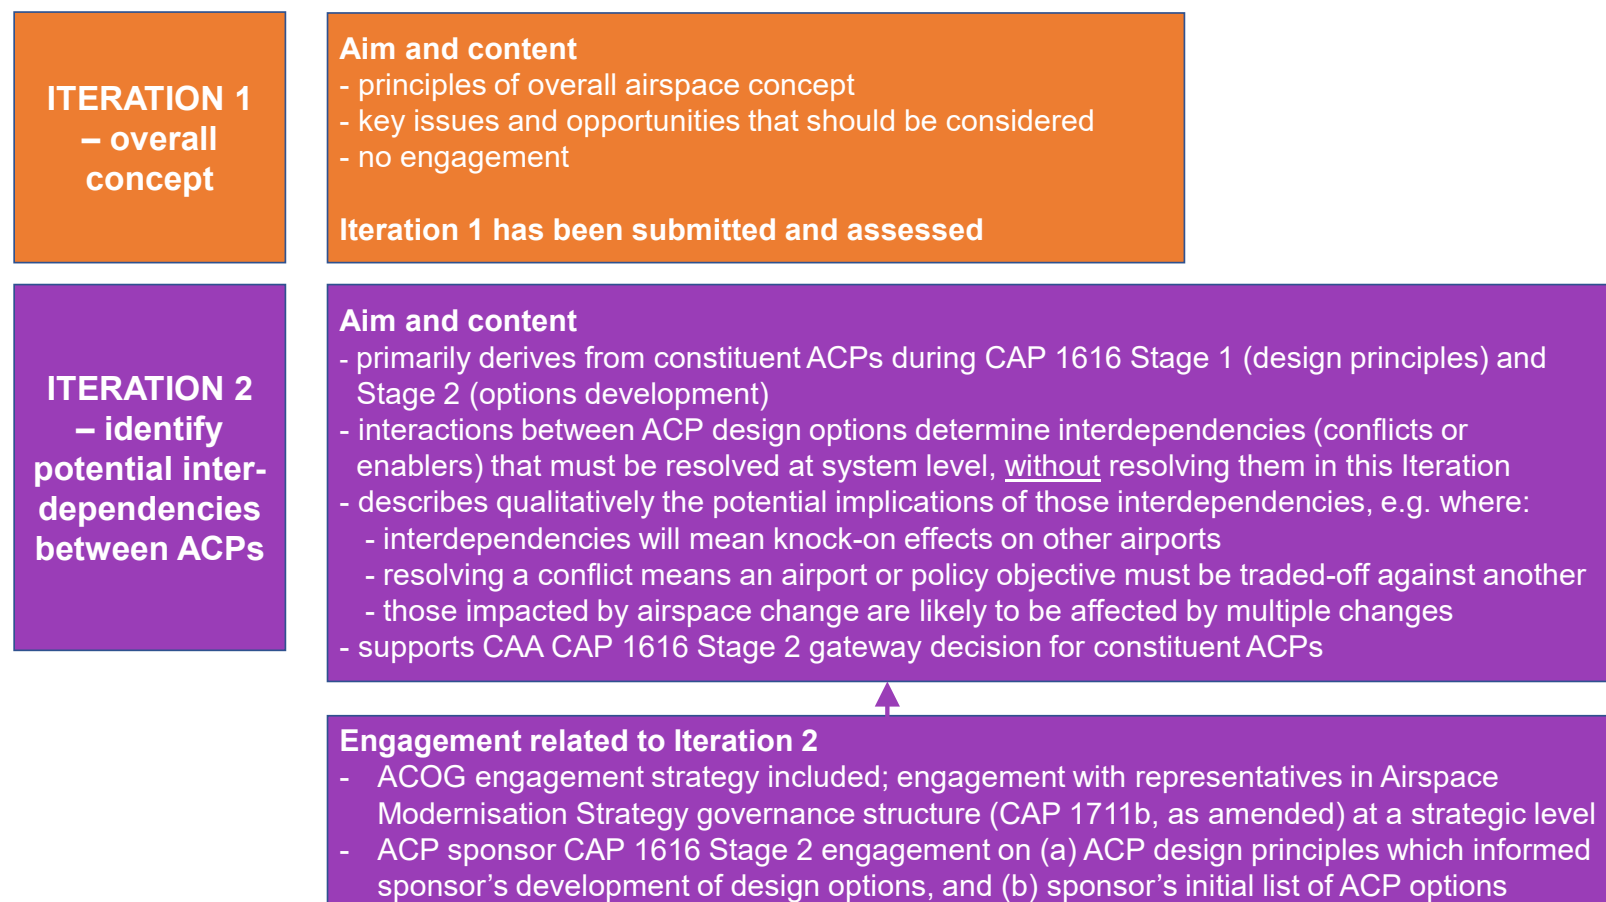 ITERATION 1
– overall
concept
Aim and content
- principles of overall airspace concept
- key issues and opportunities that should be considered
- no engagement
Iteration 1 has been submitted and assessed
ITERATION 2
– identify
potential inter-
dependencies
between ACPs
Aim and content
- primarily derives from constituent ACPs during CAP 1616 Stage 1 (design principles) and
Stage 2 (options development)
- interactions between ACP design options determine interdependencies (conflicts or
enablers) that must be resolved at system level, without resolving them in this Iteration
- describes qualitatively the potential implications of those interdependencies, e.g. where:
- interdependencies will mean knock-on effects on other airports
- resolving a conflict means an airport or policy objective must be traded-off against another
- those impacted by airspace change are likely to be affected by multiple changes
- supports CAA CAP 1616 Stage 2 gateway decision for constituent ACPs
Engagement related to Iteration 2
- ACOG engagement strategy included; engagement with representatives in Airspace
Modernisation Strategy governance structure (CAP 1711b, as amended) at a strategic level
- ACP sponsor CAP 1616 Stage 2 engagement on (a) ACP design principles which informed
sponsor’s development of design options, and (b) sponsor’s initial list of ACP options